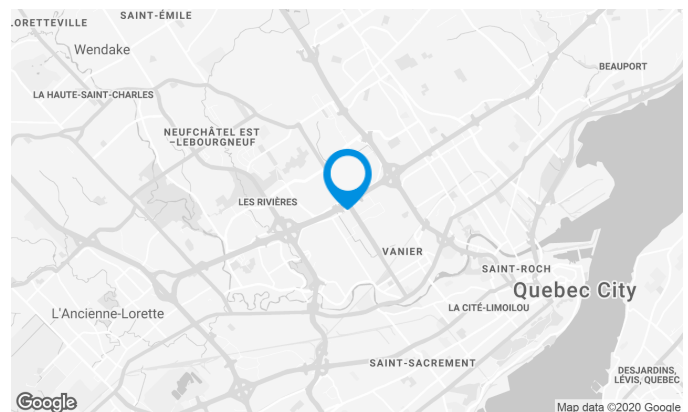 SAINT-ÉMILE
LORETTEVILLE
Wendake
BEAUPORT
LA HAUTE-SAINT-CHARLES
NEUFCHÂTEL EST
–LEBOURGNEUF
LES RIVIÈRES
VANIER
SAINT-ROCH
Quebec City
LA CITÉ-LIMOILOU
L'Ancienne-Lorette
SAINT-SACREMENT
DESJARDINS,
LÉVIS, QUEBEC
Google
Map data ©2020 Google